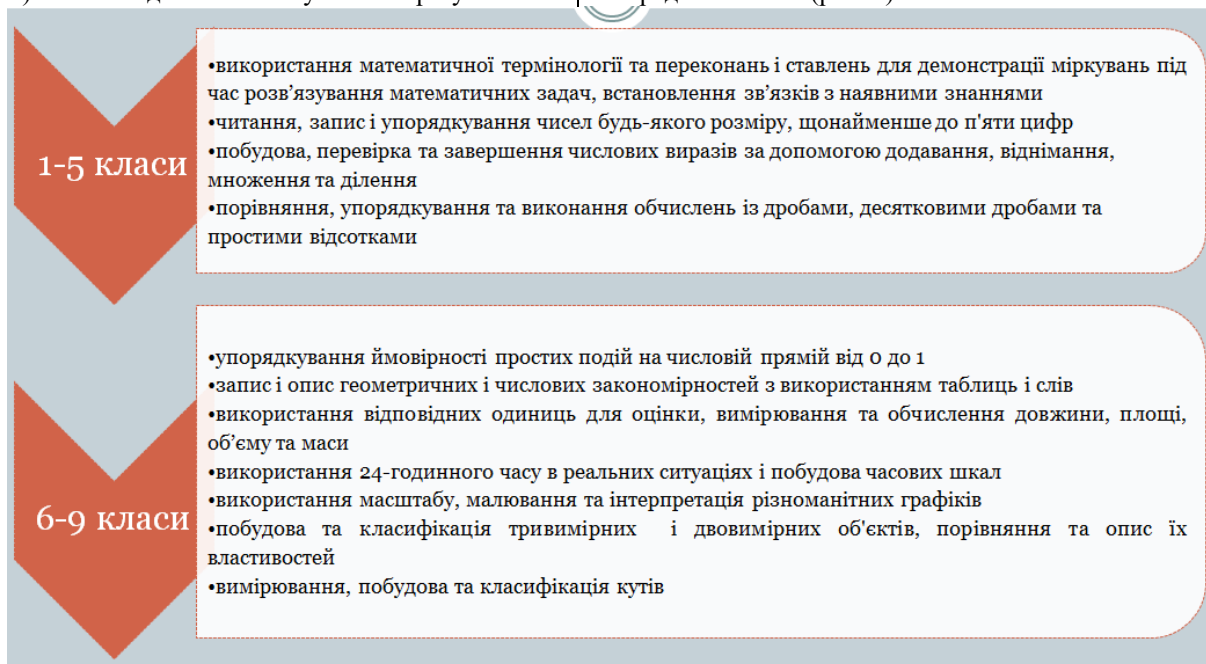 •використання математичної термінології та переконань і ставлень для демонстрації міркувань під
час розв’язування математичних задач, встановлення зв’язків з наявними знаннями
•читання, запис і упорядкування чисел будь-якого розміру, щонайменше до п'яти цифр
1-5 класи
•побудова, перевірка та завершення числових виразів за допомогою додавання, віднімання,
множення та ділення
•порівняння, упорядкування та виконання обчислень із дробами, десятковими дробами та
простими відсотками
•упорядкування ймовірності простих подій на числовій прямій від 0 до 1
•запис і опис геометричних і числових закономірностей з використанням таблиць і слів
•використання відповідних одиниць для оцінки, вимірювання та обчислення довжини, площі,
об’єму та маси
•використання 24-годинного часу в реальних ситуаціях і побудова часових шкал
•використання масштабу, малювання та інтерпретація різноманітних графіків
6-9 класи
•побудова та класифікація тривимірних і двовимірних об'єктів, порівняння та опис їх
властивостей
•вимірювання, побудова та класифікація кутів